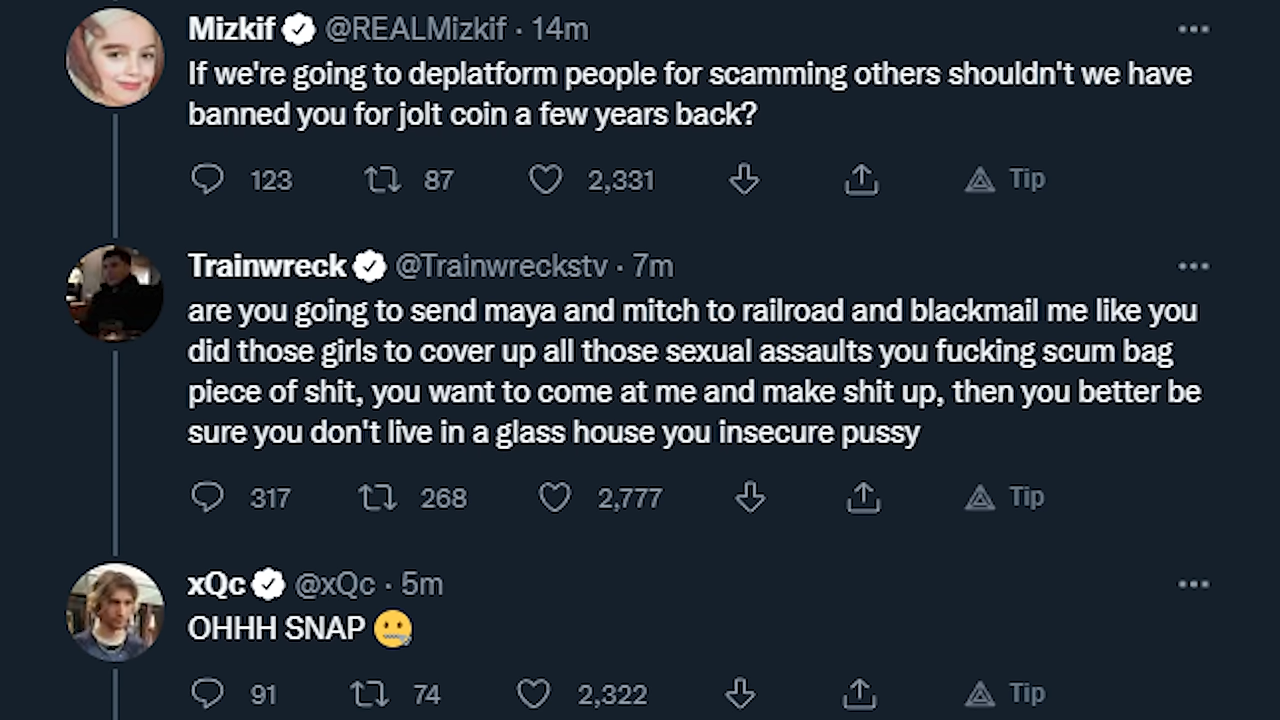 Mizkif @REALMizkif · 14m
If we're going to deplatform people for scamming others shouldn't we have
banned you for jolt coin a few years back?
123 87 2,331 Tip
Trainwreck @Trainwreckstv · 7m
are you going to send maya and mitch to railroad and blackmail me like you
did those girls to cover up all those sexual assaults you fucking scum bag
piece of shit, you want to come at me and make shit up, then you better be
sure you don't live in a glass house you insecure pussy
317 268 2,777 Tip
xQc @xQc · 5m
OHHH SNAP 🤐
91 74 2,322 Tip